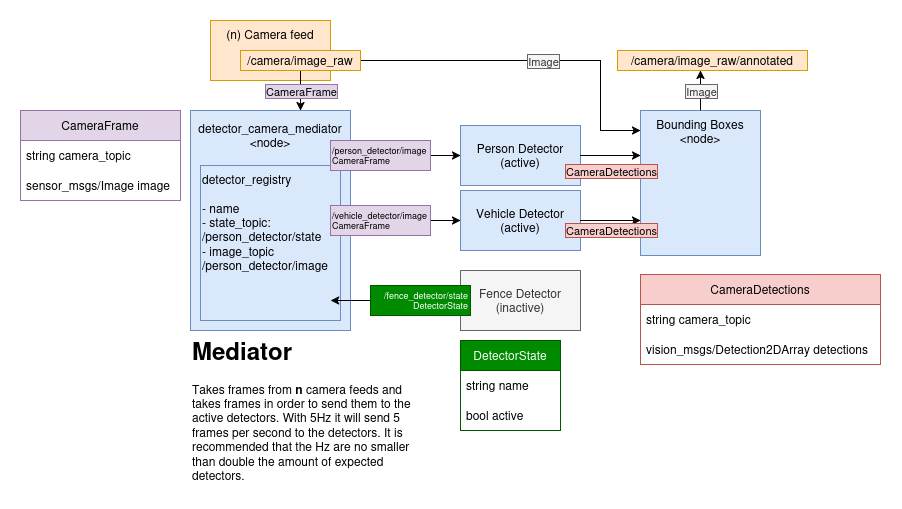 (n) Camera feed
/camera/image_raw
Image
/camera/image_raw/annotated
CameraFrame
Image
CameraFrame
string camera_topic
sensor_msgs/Image image
detector_camera_mediator
<node>
detector_registry
- name
- state_topic:
/person_detector/state
- image_topic
/person_detector/image
/person_detector/image
CameraFrame
/vehicle_detector/image
CameraFrame
Person Detector
(active)
CameraDetections
Vehicle Detector
(active)
CameraDetections
Bounding Boxes
<node>
/fence_detector/state
DetectorState
Fence Detector
(inactive)
CameraDetections
string camera_topic
vision_msgs/Detection2DArray detections
DetectorState
string name
bool active
Mediator
Takes frames from n camera feeds and
takes frames in order to send them to the
active detectors. With 5Hz it will send 5
frames per second to the detectors. It is
recommended that the Hz are no smaller
than double the amount of expected
detectors.